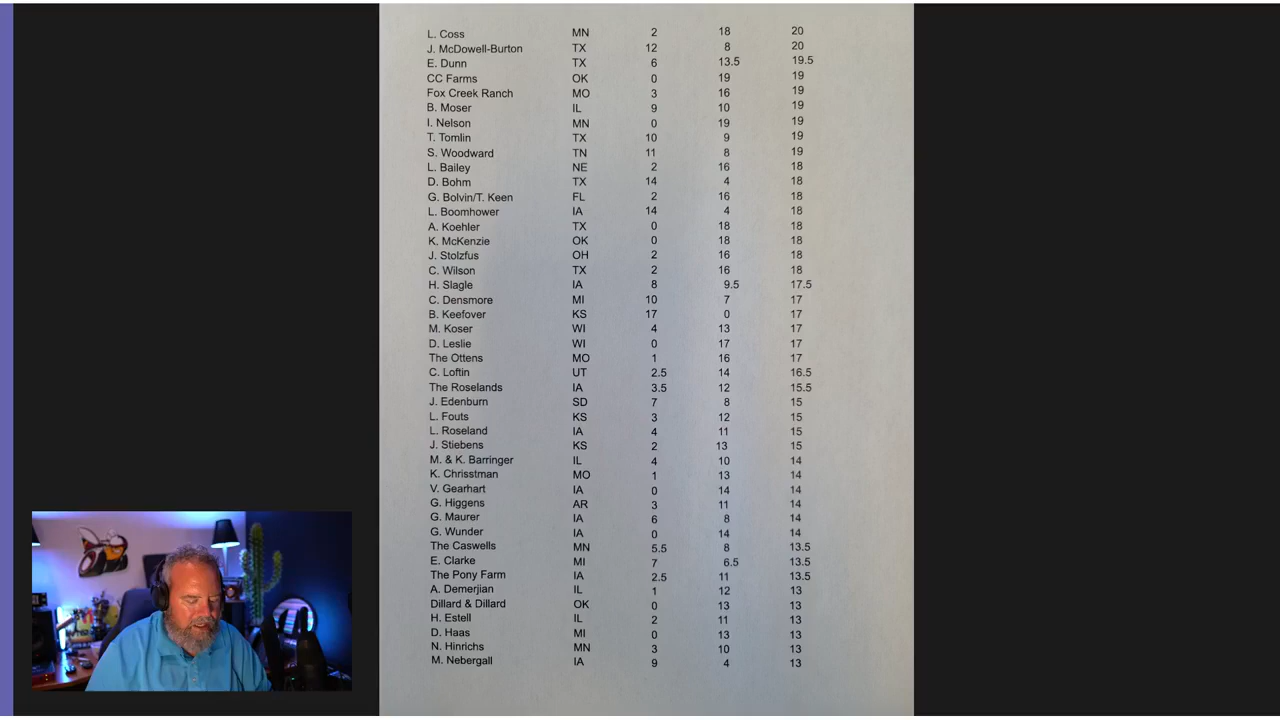 L. Coss MN 2 18 20
J. McDowell-Burton TX 12 8 20
E. Dunn TX 6 13.5 19.5
CC Farms OK 0 19 19
Fox Creek Ranch MO 3 16 19
B. Moser IL 9 10 19
I. Nelson MN 0 19 19
T. Tomlin TX 10 9 19
S. Woodward TN 11 8 19
L. Bailey NE 2 16 18
D. Bohm TX 14 4 18
G. Bolvin/T. Keen FL 2 16 18
L. Boomhower IA 14 4 18
A. Koehler TX 0 18 18
K. McKenzie OK 0 18 18
J. Stolzfus OH 2 16 18
C. Wilson TX 2 16 18
H. Slagle IA 8 9.5 17.5
C. Densmore MI 10 7 17
B. Keefover KS 17 0 17
M. Koser WI 4 13 17
D. Leslie WI 0 17 17
The Ottens MO 1 16 17
C. Loftin UT 2.5 14 16.5
The Roselands IA 3.5 12 15.5
J. Edenburn SD 7 8 15
L. Fouts KS 3 12 15
L. Roseland IA 4 11 15
J. Stiebens KS 2 13 15
M. & K. Barringer IL 4 10 14
K. Chrisstman MO 1 13 14
V. Gearhart IA 0 14 14
G. Higgens AR 3 11 14
G. Maurer IA 6 8 14
G. Wunder IA 0 14 14
The Caswells MN 5.5 8 13.5
E. Clarke MI 7 6.5 13.5
The Pony Farm IA 2.5 11 13.5
A. Demerjian IL 1 12 13
Dillard & Dillard OK 0 13 13
H. Estell IL 2 11 13
D. Haas MI 0 13 13
N. Hinrichs MN 3 10 13
M. Nebergall IA 9 4 13